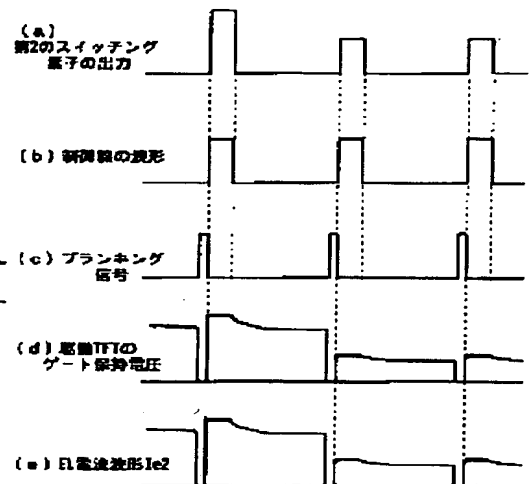 (a)
第2のスイッチング
素子の出力
(b) 制御線の波形
(c) ブランキング
信号
(d) 駆動TFTの
ゲート保持電圧
(e) EL電流波形Ie2